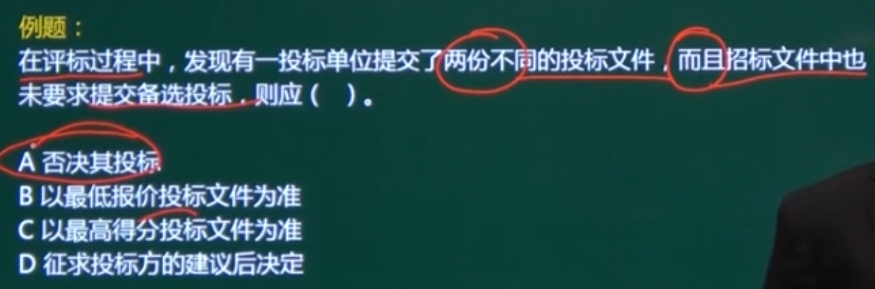 例题：
在评标过程中，发现有一投标单位提交了两份不同的投标文件，而且招标文件中也
未要求提交备选投标，则应（ ）。
A 否决其投标
B 以最低报价投标文件为准
C 以最高得分投标文件为准
D 征求投标方的建议后决定